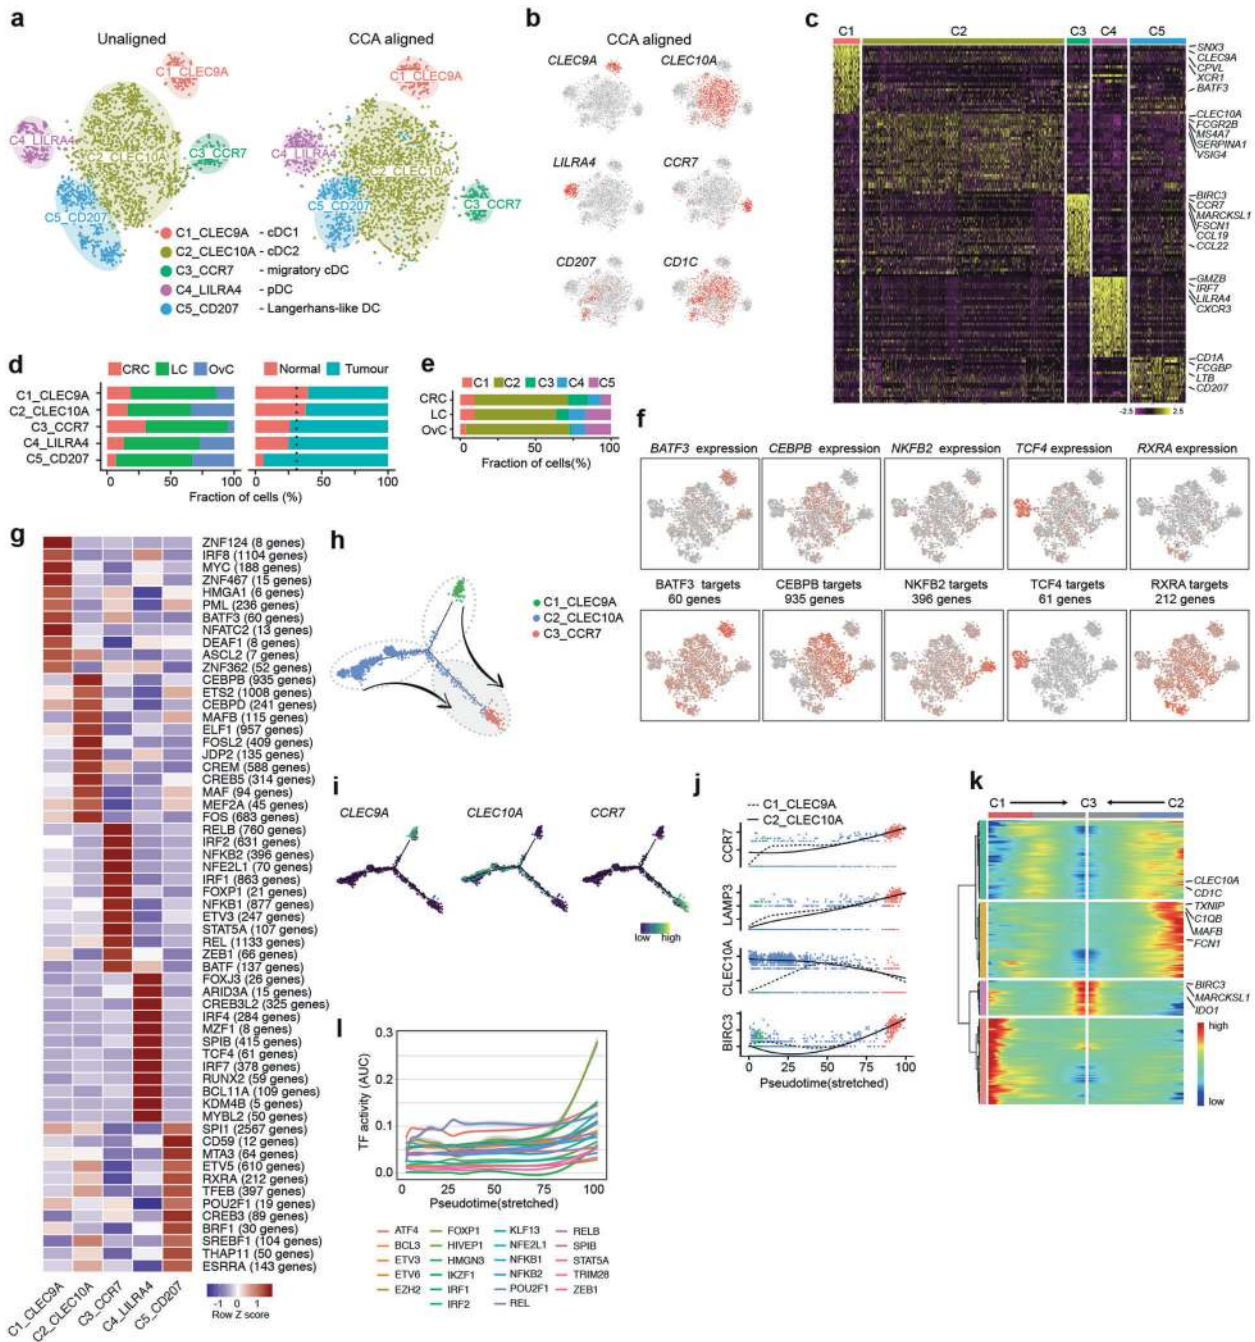 a
Unaligned
CCA aligned
C1_CLEC9A
C1_CLEC9A
C4_LILRA4
C2_CLEC10A
C3_CCR7
C5_CD207
C4_LILRA4
C2_CLEC10A
C5_CD207
C3_CCR7
C1_CLEC9A - cDC1
C2_CLEC10A - cDC2
C3_CCR7 - migratory cDC
C4_LILRA4 - pDC
C5_CD207 - Langerhans-like DC
b
CCA aligned
CLEC9A CLEC10A
LILRA4 CCR7
CD207 CD1C
c
C1 C2 C3 C4 C5
SNX3
CLEC9A
CPVL
XCR1
BATF3
CLEC10A
FCGR2B
MS4A7
SERPINA1
VSIG4
BIRC3
CCR7
MARCKSL1
FSCN1
CCL19
CCL22
GMZB
IRF7
LILRA4
CXCR3
CD1A
FCGBP
LTB
CD207
-2.5 2.5
d
CRC LC OvC
Normal Tumour
C1_CLEC9A
C2_CLEC10A
C3_CCR7
C4_LILRA4
C5_CD207
0 50 100 0 50 100
Fraction of cells (%)
e
C1 C2 C3 C4 C5
CRC
LC
OvC
0 50 100
Fraction of cells(%)
f
BATF3 expression CEBPB expression NKFB2 expression TCF4 expression RXRA expression
BATF3 targets CEBPB targets NKFB2 targets TCF4 targets RXRA targets
60 genes 935 genes 396 genes 61 genes 212 genes
g
ZNF124 (8 genes)
IRF8 (1104 genes)
MYC (188 genes)
ZNF467 (15 genes)
HMGA1 (6 genes)
PML (236 genes)
BATF3 (60 genes)
NFATC2 (13 genes)
DEAF1 (8 genes)
ASCL2 (7 genes)
ZNF362 (52 genes)
CEBPB (935 genes)
ETS2 (1008 genes)
CEBPD (241 genes)
MAFB (115 genes)
ELF1 (957 genes)
FOSL2 (409 genes)
JDP2 (135 genes)
CREM (588 genes)
CREB5 (314 genes)
MAF (94 genes)
MEF2A (45 genes)
FOS (683 genes)
RELB (760 genes)
IRF2 (631 genes)
NFKB2 (396 genes)
NFE2L1 (70 genes)
IRF1 (863 genes)
FOXP1 (21 genes)
NFKB1 (877 genes)
ETV3 (247 genes)
STAT5A (107 genes)
REL (1133 genes)
ZEB1 (66 genes)
BATF (137 genes)
FOXJ3 (26 genes)
ARID3A (15 genes)
CREB3L2 (325 genes)
IRF4 (284 genes)
MZF1 (8 genes)
SPIB (415 genes)
TCF4 (61 genes)
IRF7 (378 genes)
RUNX2 (59 genes)
BCL11A (109 genes)
KDM4B (5 genes)
MYBL2 (50 genes)
SPI1 (2567 genes)
CD59 (12 genes)
MTA3 (64 genes)
ETV5 (610 genes)
RXRA (212 genes)
TFEB (397 genes)
POU2F1 (19 genes)
CREB3 (89 genes)
BRF1 (30 genes)
SREBF1 (104 genes)
THAP11 (50 genes)
ESRRA (143 genes)
C1_CLEC9A
C2_CLEC10A
C3_CCR7
C4_LILRA4
C5_CD207
-1 0 1
Row Z score
h
C1_CLEC9A
C2_CLEC10A
C3_CCR7
i
CLEC9A CLEC10A CCR7
low high
j
C1_CLEC9A
C2_CLEC10A
CCR7
LAMP3
CLEC10A
BIRC3
0 25 50 75 100
Pseudotime(stretched)
k
C1 C3 C2
CLEC10A
CD1C
TXNIP
C1QB
MAFB
FCN1
BIRC3
MARCKSL1
IDO1
high
low
l
0.3
0.2
0.1
0.0
TF activity (AUC)
0 25 50 75 100
Pseudotime(stretched)
ATF4 FOXP1 KLF13 RELB
BCL3 HIVEP1 NFE2L1 SPIB
ETV3 HMGN3 NFKB1 STAT5A
ETV6 IKZF1 NFKB2 TRIM28
EZH2 IRF1 POU2F1 ZEB1
IRF2 REL